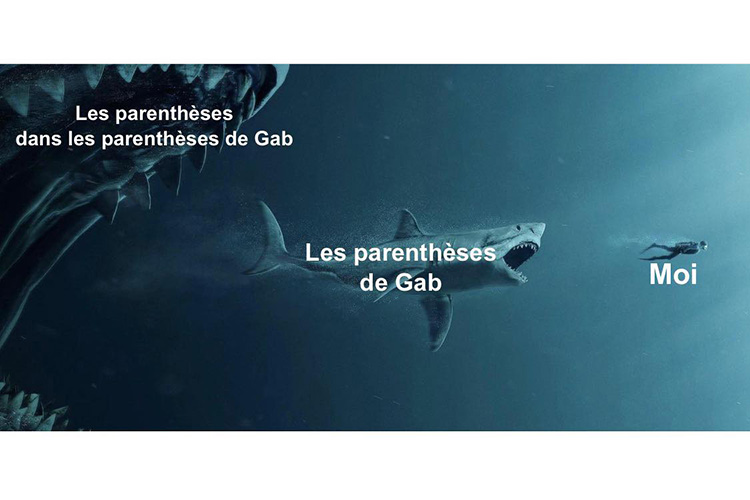 Les parenthèses
dans les parenthèses de Gab
Les parenthèses
de Gab
Moi